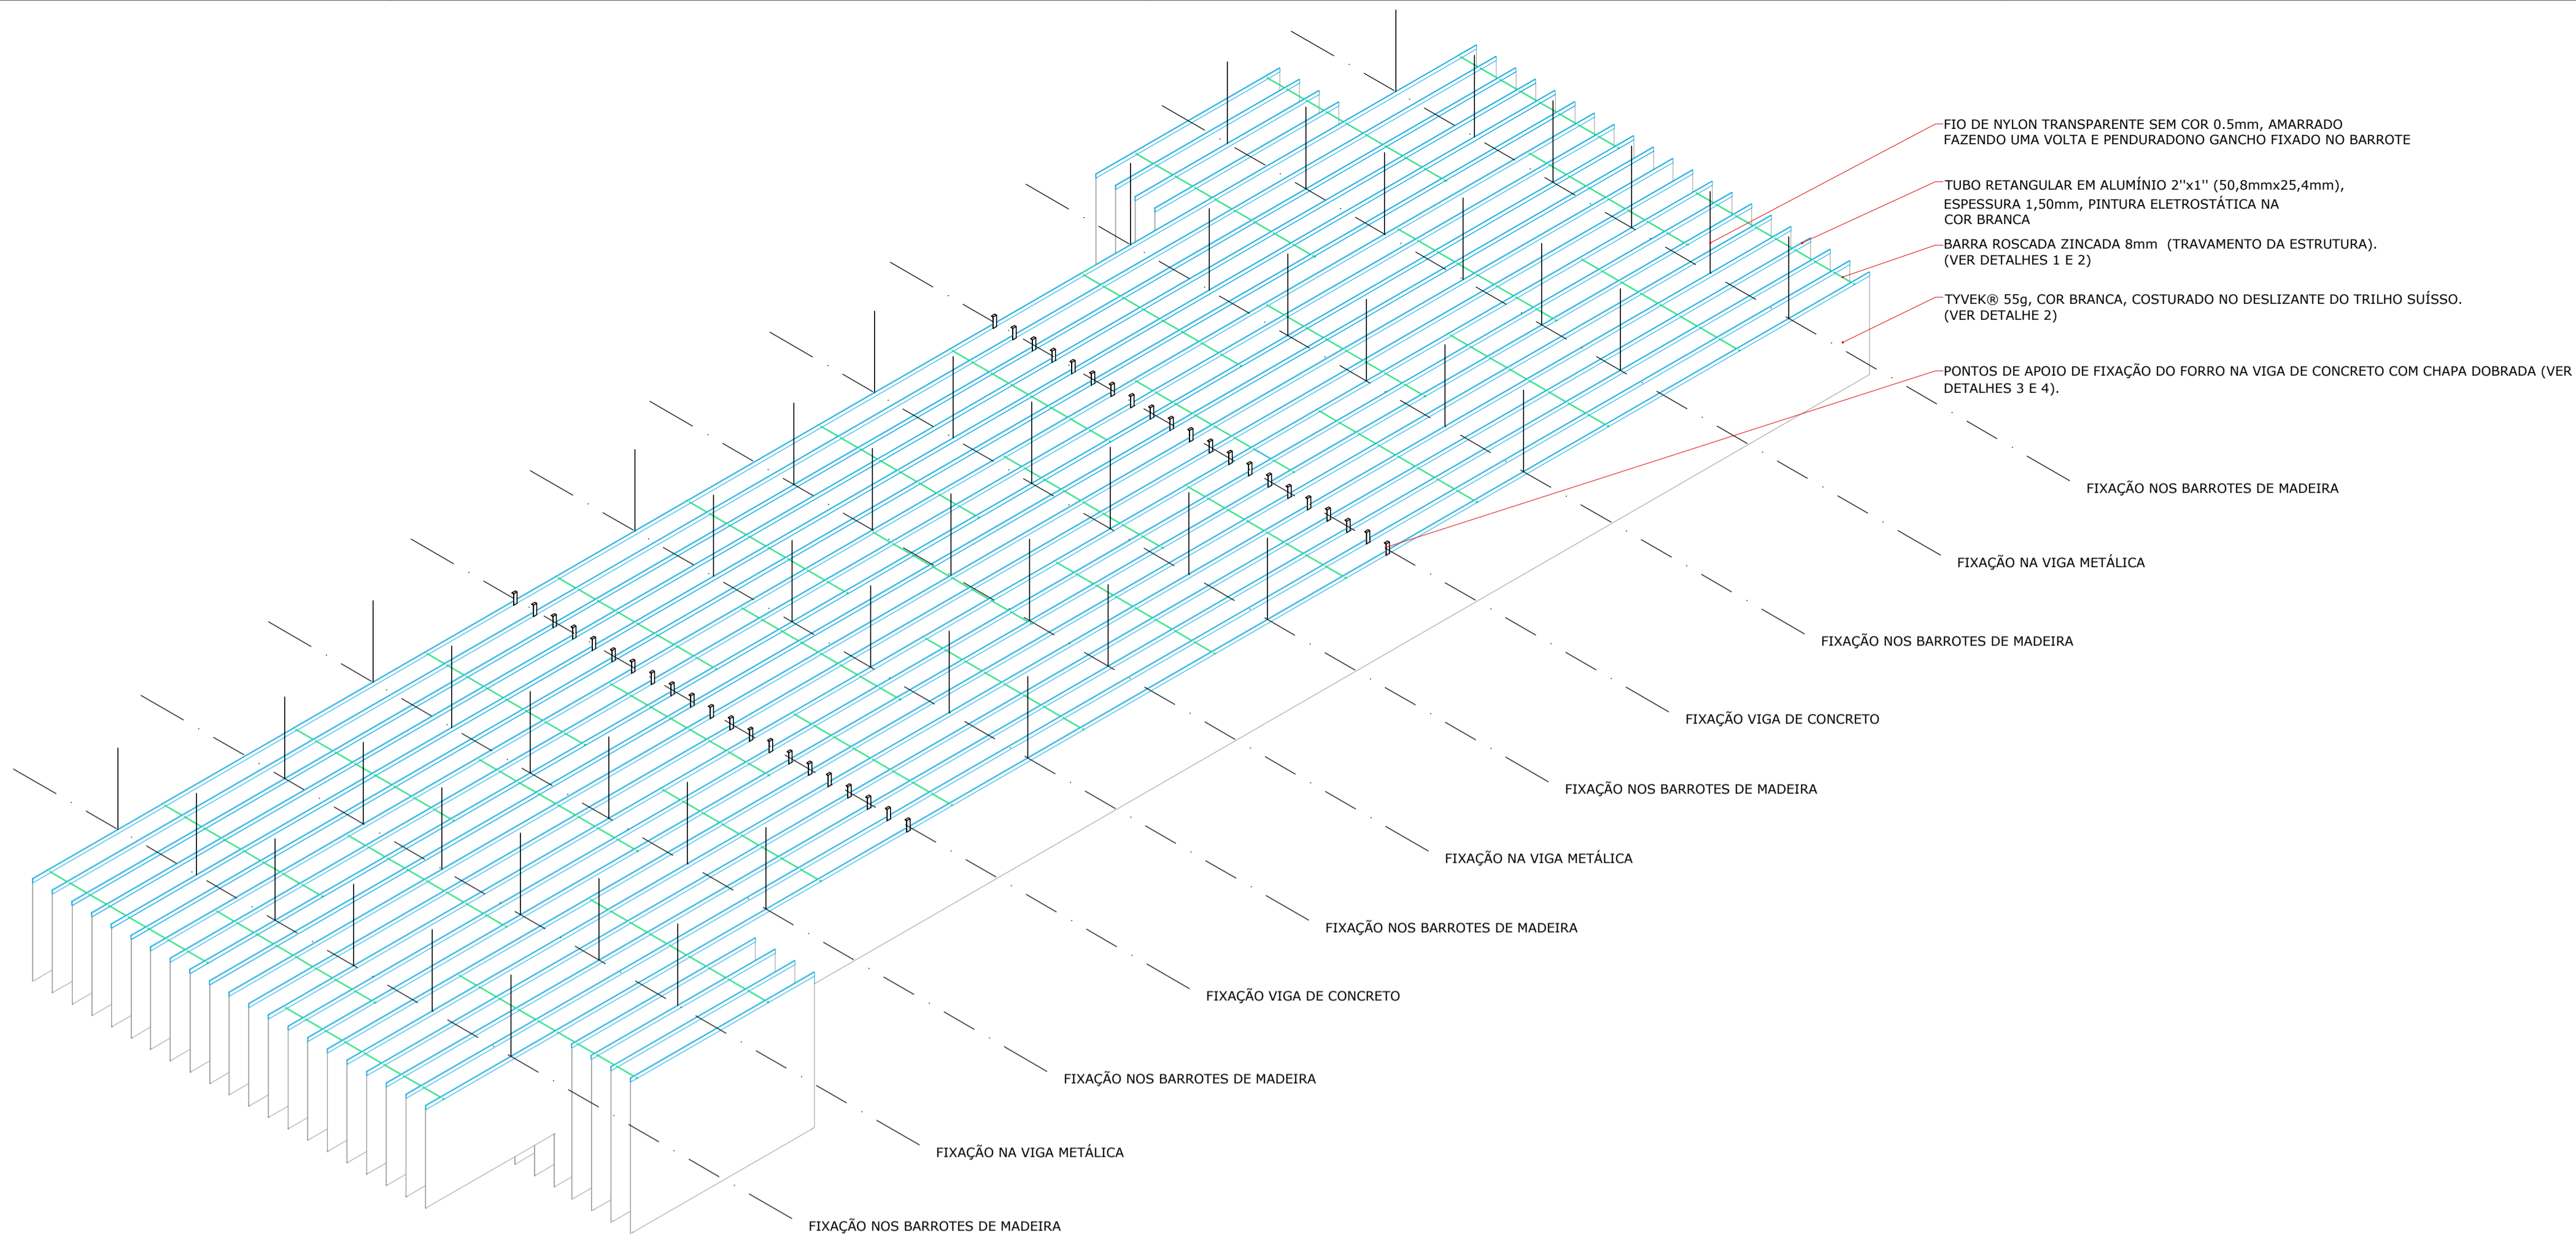 FIO DE NYLON TRANSPARENTE SEM COR 0.5mm, AMARRADO
FAZENDO UMA VOLTA E PENDURADONO GANCHO FIXADO NO BARROTE
TUBO RETANGULAR EM ALUMÍNIO 2''x1'' (50,8mmx25,4mm),
ESPESSURA 1,50mm, PINTURA ELETROSTÁTICA NA
COR BRANCA
BARRA ROSCADA ZINCADA 8mm (TRAVAMENTO DA ESTRUTURA).
(VER DETALHES 1 E 2)
TYVEK® 55g, COR BRANCA, COSTURADO NO DESLIZANTE DO TRILHO SUÍSSO.
(VER DETALHE 2)
PONTOS DE APOIO DE FIXAÇÃO DO FORRO NA VIGA DE CONCRETO COM CHAPA DOBRADA (VER
DETALHES 3 E 4).
FIXAÇÃO NOS BARROTES DE MADEIRA
FIXAÇÃO NA VIGA METÁLICA
FIXAÇÃO NOS BARROTES DE MADEIRA
FIXAÇÃO VIGA DE CONCRETO
FIXAÇÃO NOS BARROTES DE MADEIRA
FIXAÇÃO NA VIGA METÁLICA
FIXAÇÃO NOS BARROTES DE MADEIRA
FIXAÇÃO VIGA DE CONCRETO
FIXAÇÃO NOS BARROTES DE MADEIRA
FIXAÇÃO NA VIGA METÁLICA
FIXAÇÃO NOS BARROTES DE MADEIRA